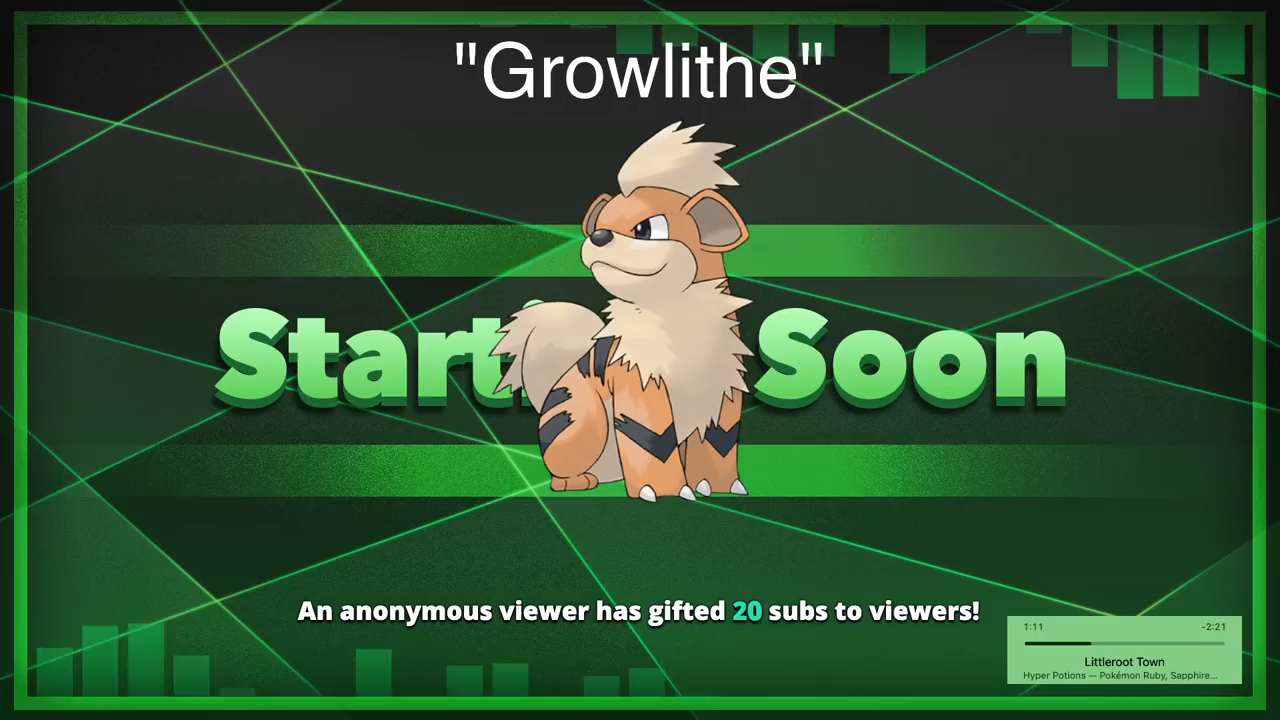 "Growlithe"
Start Soon
An anonymous viewer has gifted 20 subs to viewers!
1:11 -2:21
Littleroot Town
Hyper Potions — Pokémon Ruby, Sapphire...